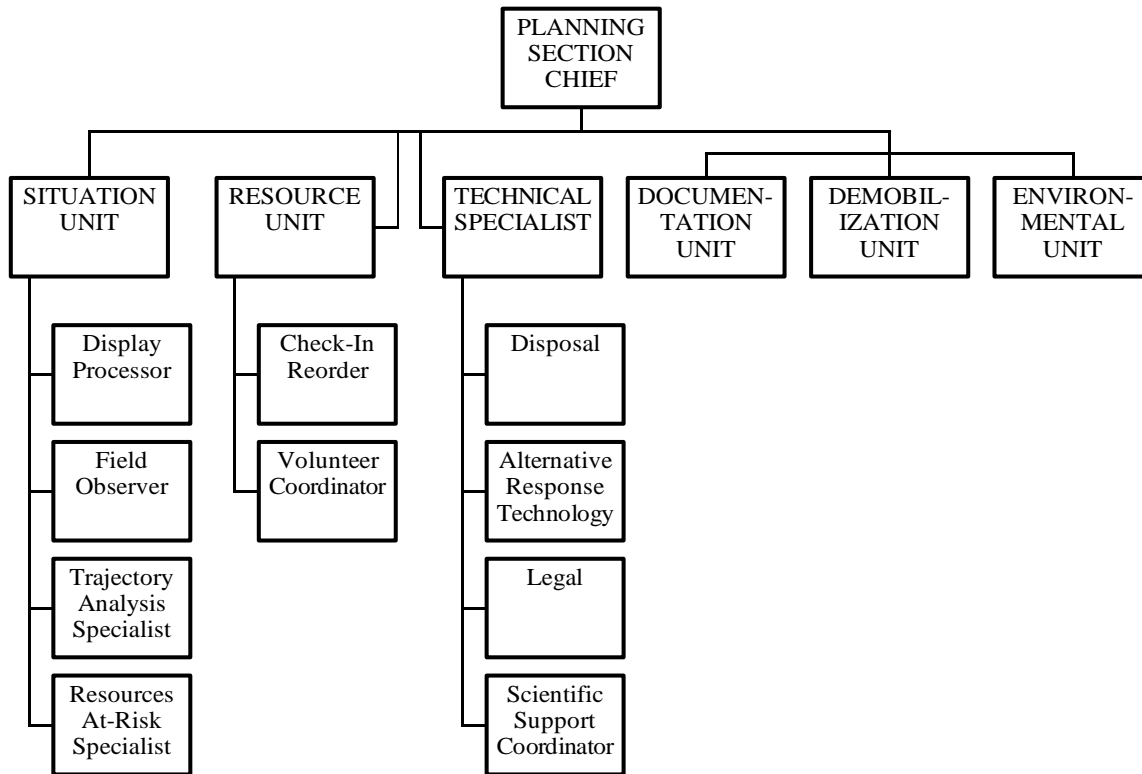 PLANNING
SECTION
CHIEF
SITUATION
UNIT
RESOURCE
UNIT
TECHNICAL
SPECIALIST
DOCUMEN-
TATION
UNIT
DEMOBIL-
IZATION
UNIT
ENVIRON-
MENTAL
UNIT
Display
Processor
Field
Observer
Trajectory
Analysis
Specialist
Resources
At-Risk
Specialist
Check-In
Reorder
Volunteer
Coordinator
Disposal
Alternative
Response
Technology
Legal
Scientific
Support
Coordinator